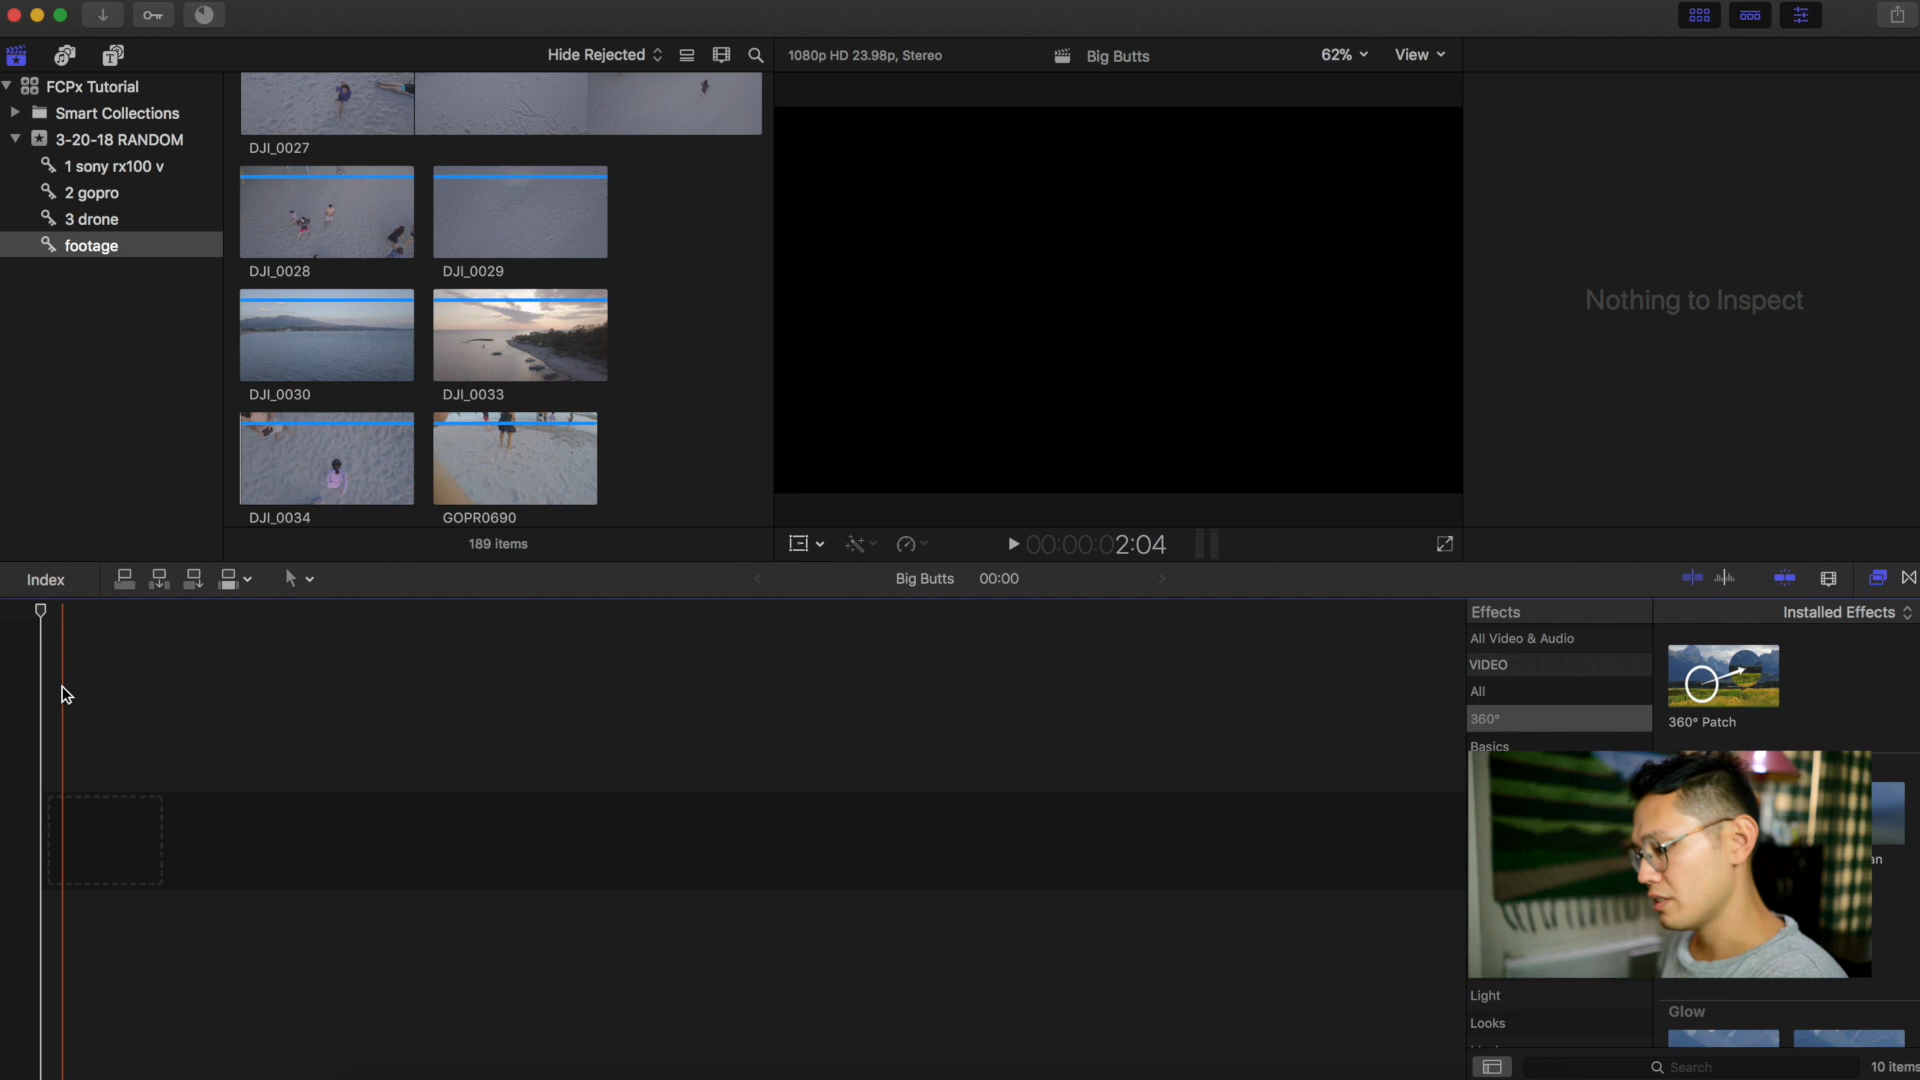 Hide Rejected
1080p HD 23.98p, Stereo
Big Butts
62%
View
FCPx Tutorial
Smart Collections
3-20-18 RANDOM
1 sony rx100 v
2 gopro
3 drone
footage
DJI_0027
DJI_0028
DJI_0029
DJI_0030
DJI_0033
DJI_0034
GOPR0690
189 items
Nothing to Inspect
00:00:02:04
Index
Big Butts
00:00
Effects
Installed Effects
All Video & Audio
VIDEO
All
360°
Basics
360° Patch
Light
Looks
Glow
Search
10 items